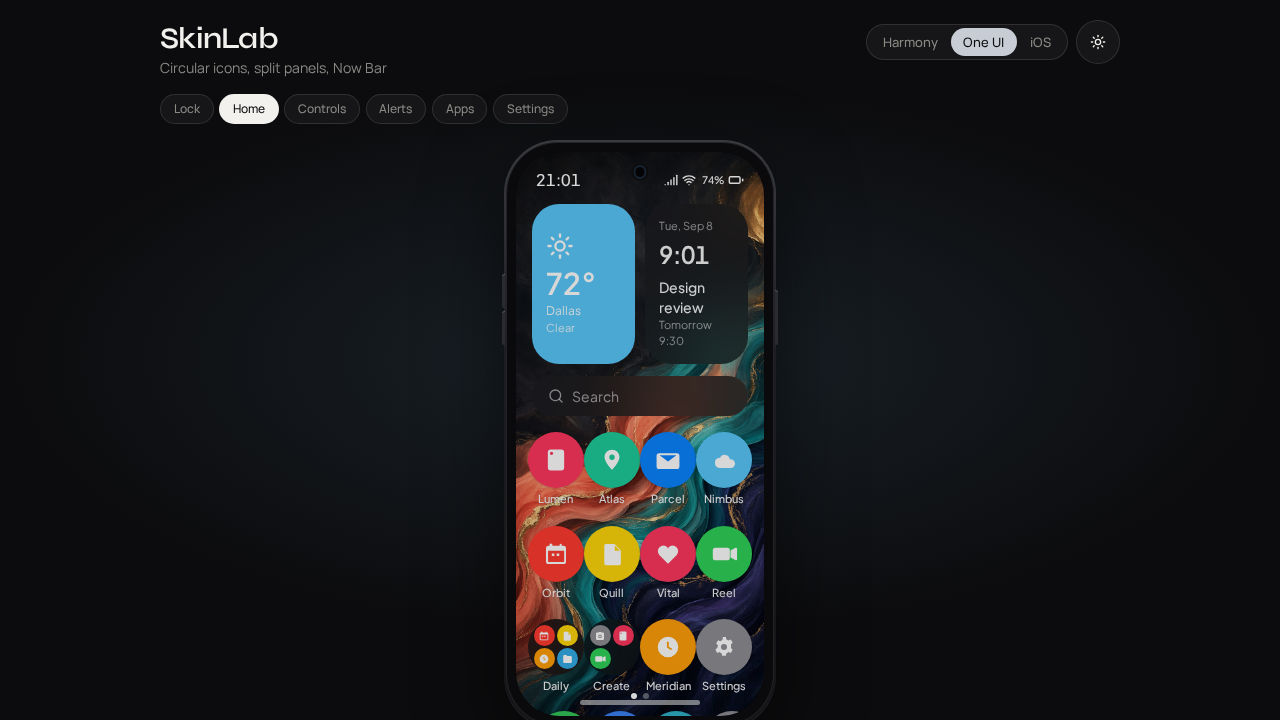 SkinLab
Harmony One UI iOS
Circular icons, split panels, Now Bar
Lock Home Controls Alerts Apps Settings
21:01
74%
72°
Dallas
Clear
Tue, Sep 8
9:01
Design
review
Tomorrow
9:30
Search
Lumen Atlas Parcel Nimbus
Orbit Quill Vital Reel
Daily Create Meridian Settings